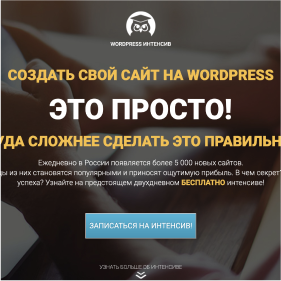 WORDPRESS ИНТЕНСИВ
СОЗДАТЬ СВОЙ САЙТ НА WORDPRESS
ЭТО ПРОСТО!
УДА СЛОЖНЕЕ СДЕЛАТЬ ЭТО ПРАВИЛЬН
Ежедневно в России появляется более 5 000 новых сайтов.
ды из них становятся популярными и приносят ощутимую прибыль. В чем секрет
успеха? Узнайте на предстоящем двухдневном БЕСПЛАТНО интенсиве!
ЗАПИСАТЬСЯ НА ИНТЕНСИВ!
УЗНАТЬ БОЛЬШЕ ОБ ИНТЕНСИВЕ